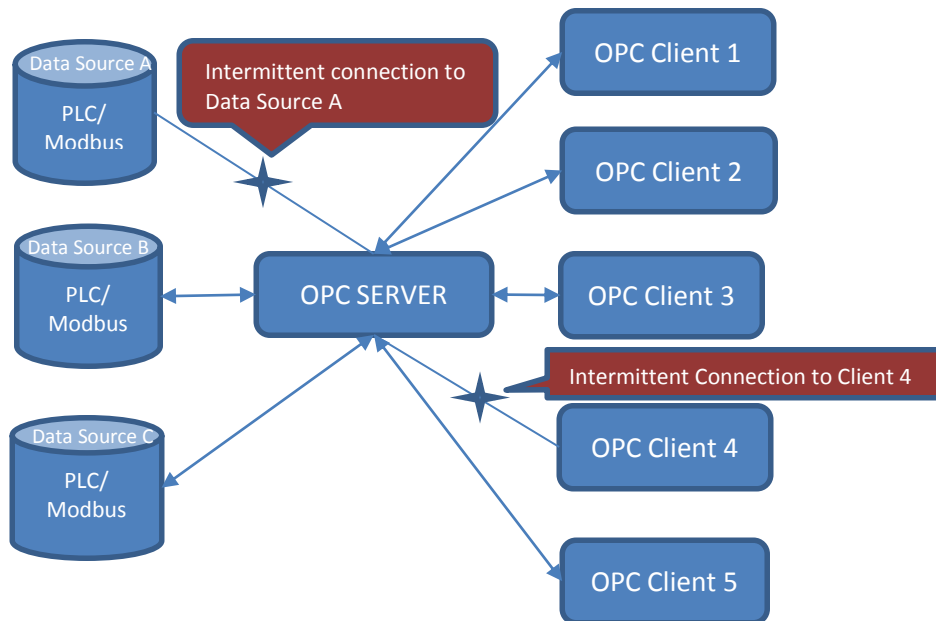 Data Source A
PLC/
Modbus
Intermittent connection to
Data Source A
OPC Client 1
OPC Client 2
Data Source B
PLC/
Modbus
OPC SERVER
OPC Client 3
Intermittent Connection to Client 4
Data Source C
PLC/
Modbus
OPC Client 4
OPC Client 5